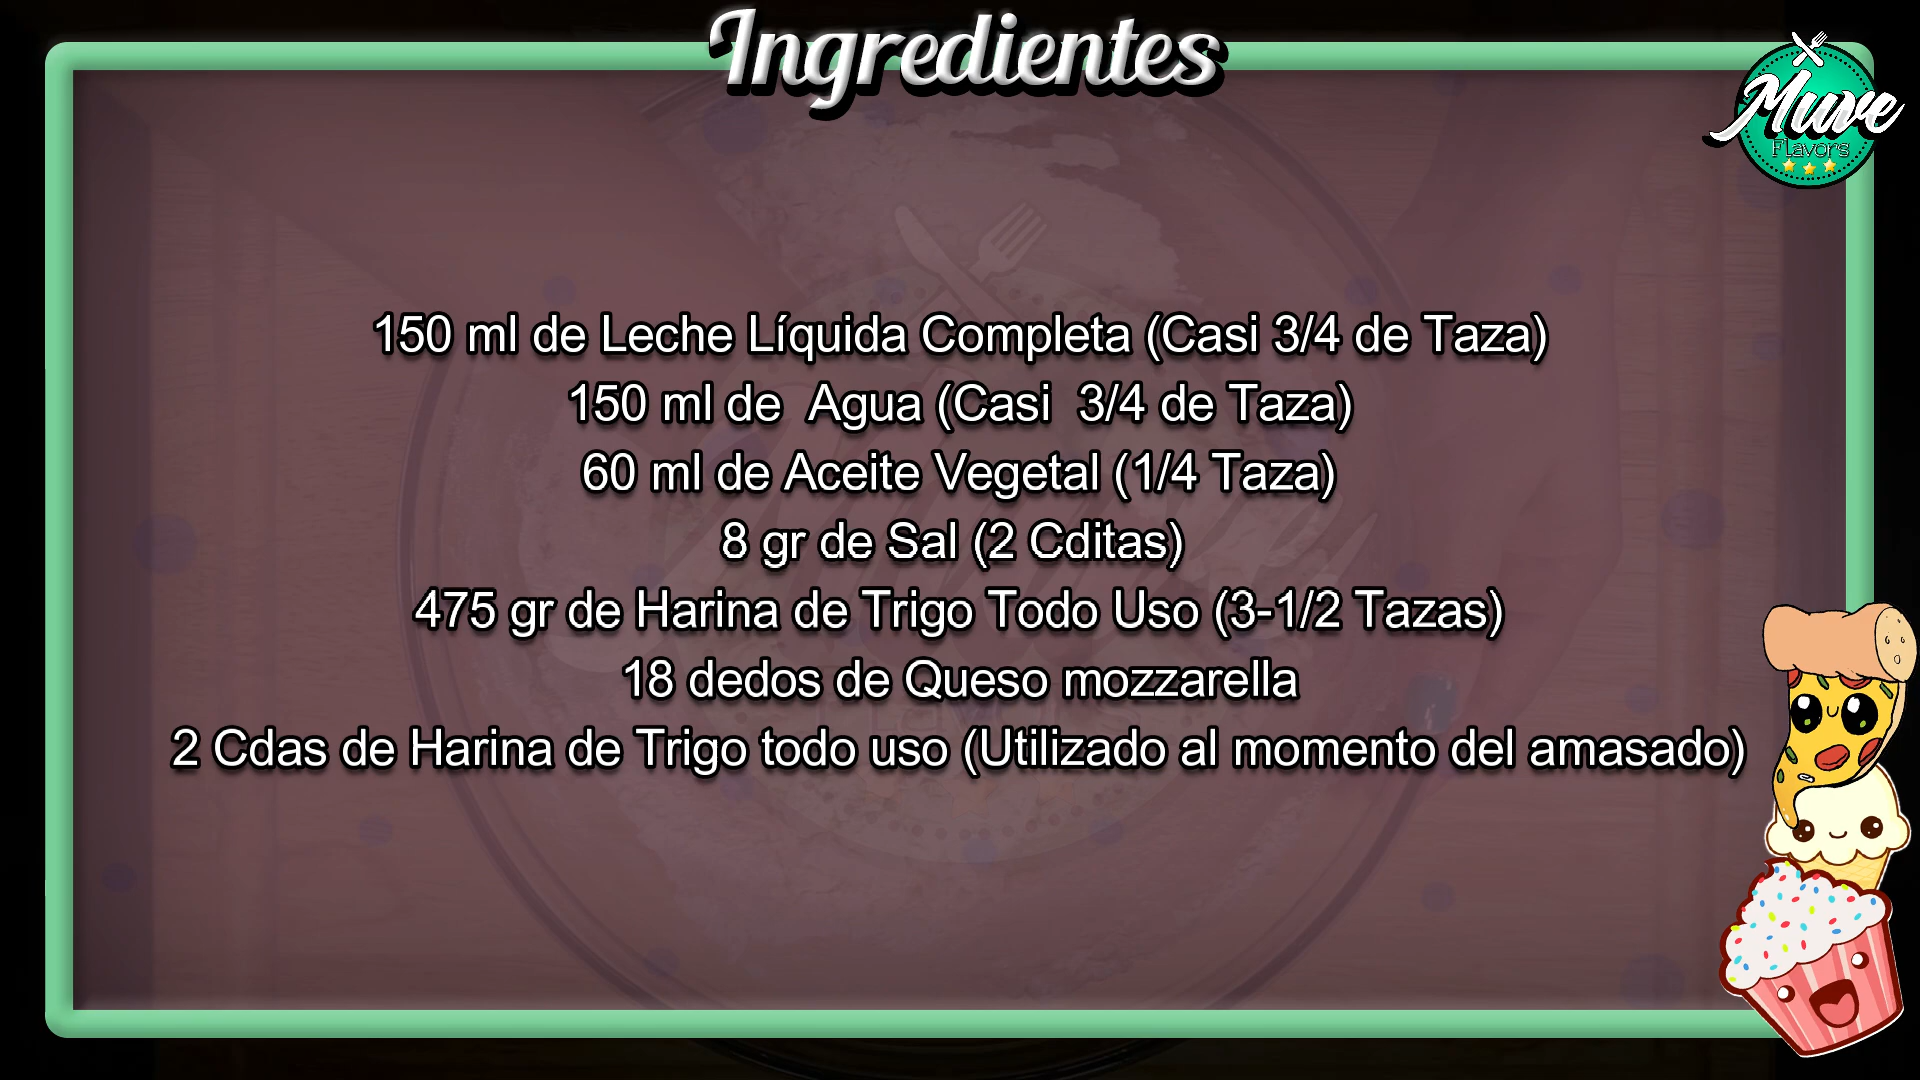 Ingredientes
Muve
Flavors
150 ml de Leche Líquida Completa (Casi 3/4 de Taza)
150 ml de  Agua (Casi  3/4 de Taza)
60 ml de Aceite Vegetal (1/4 Taza)
8 gr de Sal (2 Cditas)
475 gr de Harina de Trigo Todo Uso (3-1/2 Tazas)
18 dedos de Queso mozzarella
2 Cdas de Harina de Trigo todo uso (Utilizado al momento del amasado)